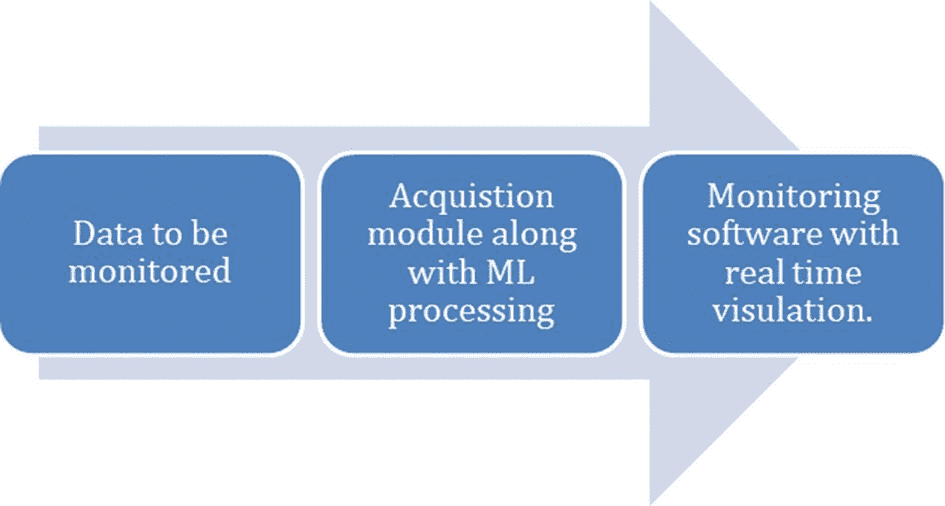 Data to be
monitored
Acquistion
module along
with ML
processing
Monitoring
software with
real time
visulation.